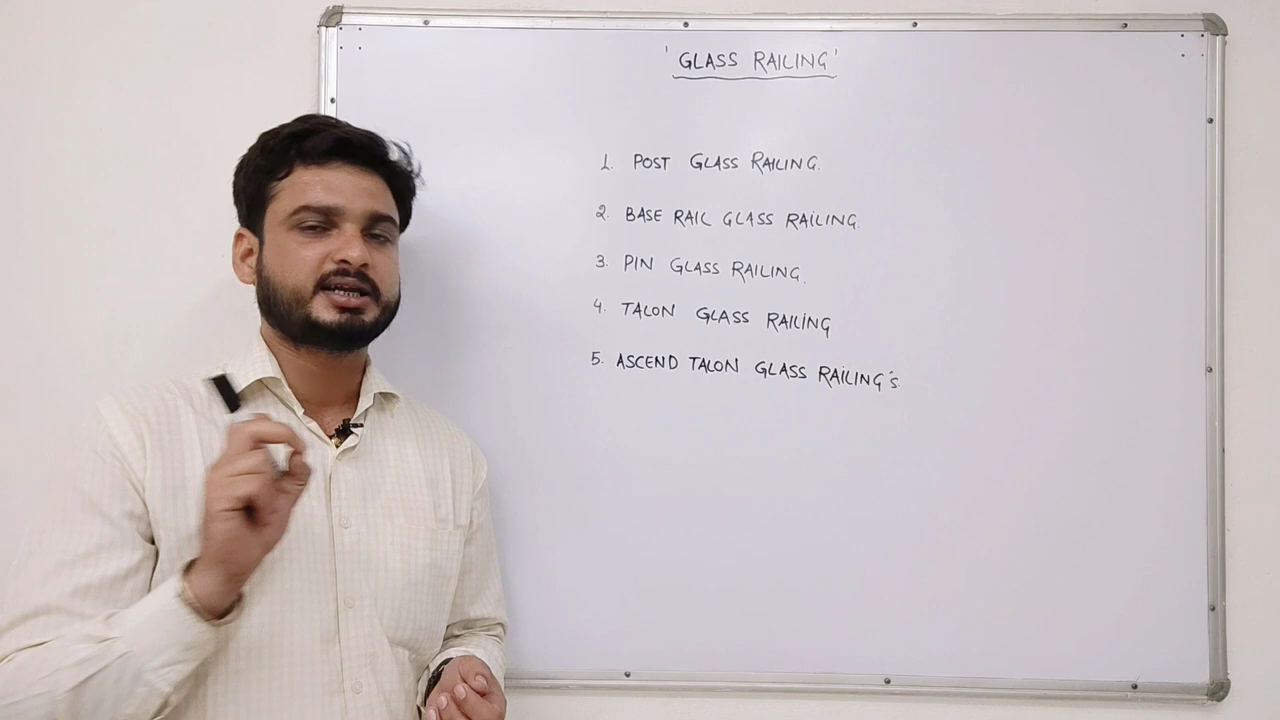 'GLASS RAILING'
1. POST GLASS RAILING.
2. BASE RAIL GLASS RAILING.
3. PIN GLASS RAILING.
4. TALON GLASS RAILING
5. ASCEND TALON GLASS RAILING'S.